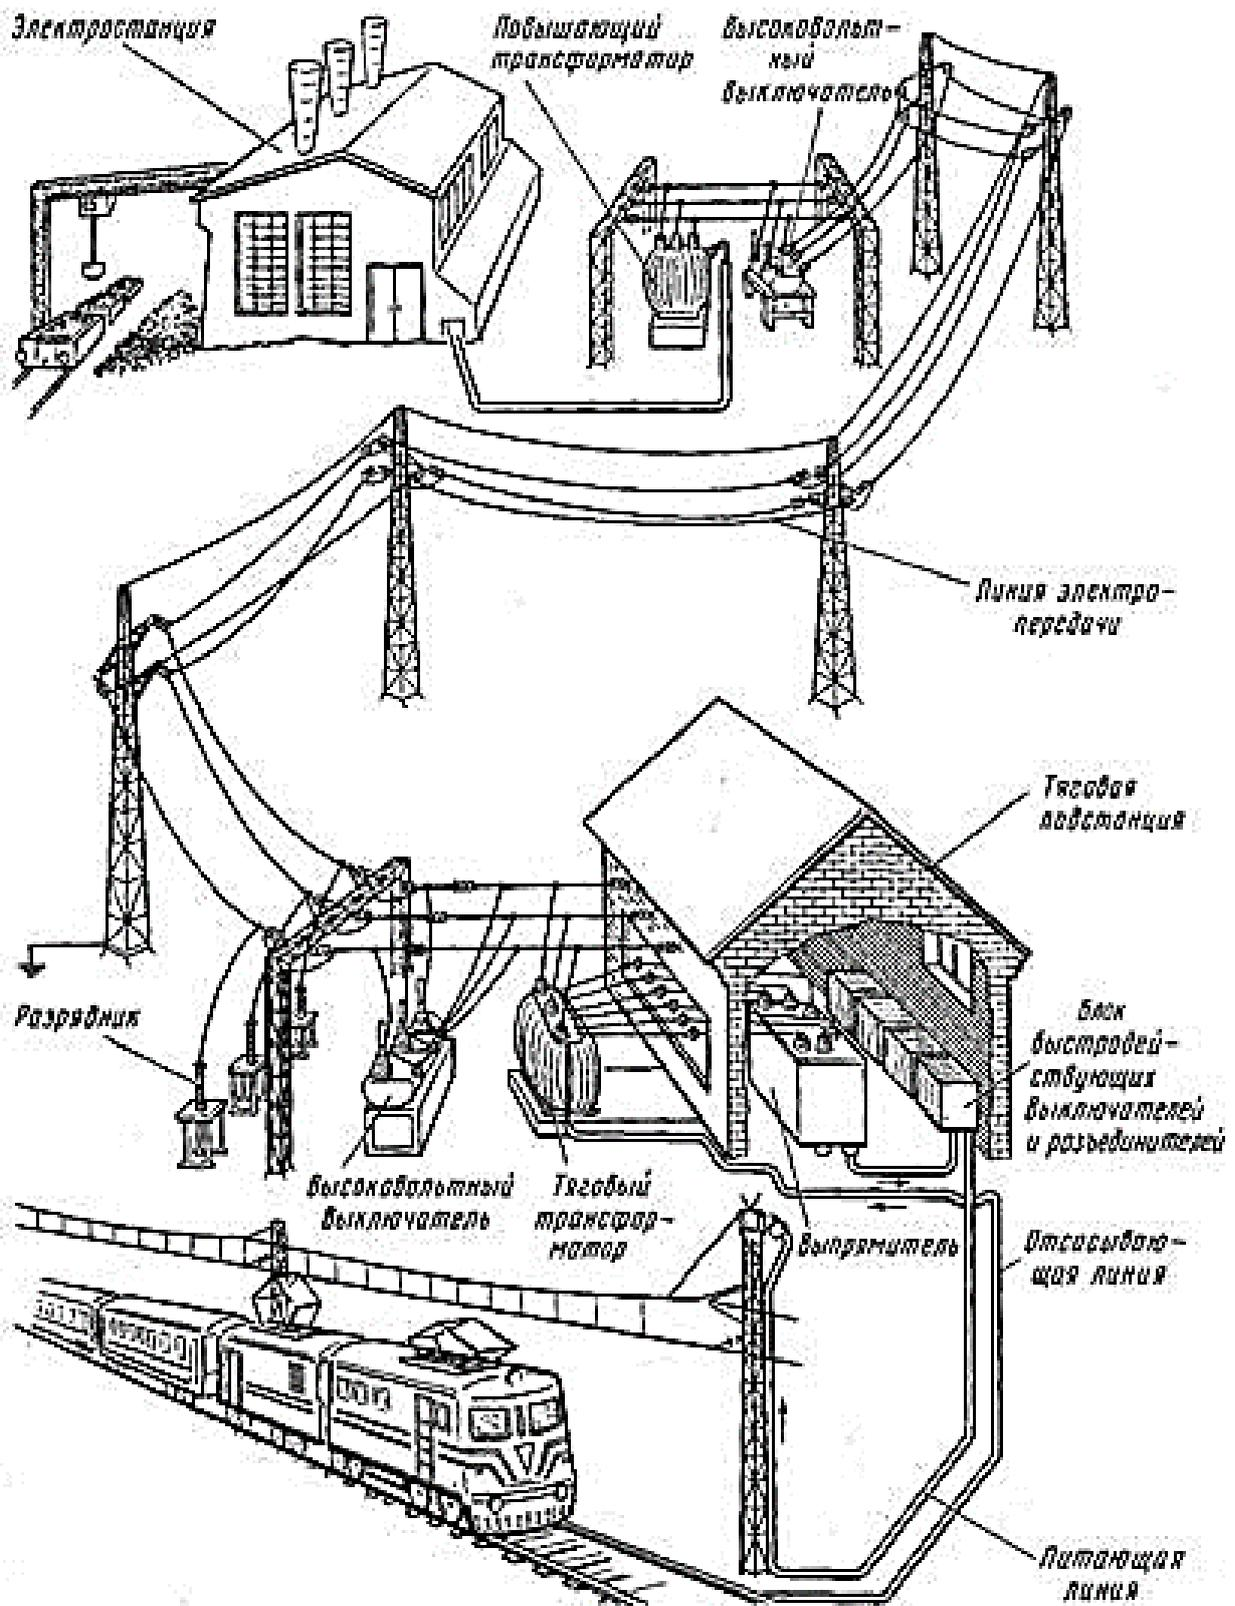 Электростанция
Повышающий
трансформатор
Высоковольт-
ный
выключатель
Линия электро-
передачи
Тяговая
подстанция
Разрядник
Блок
быстродей-
ствующих
выключателей
и разъединителей
Высоковольтный
выключатель
Тяговый
трансфор-
матор
Выпрямитель
Отсасываю-
щая линия
Питающая
линия